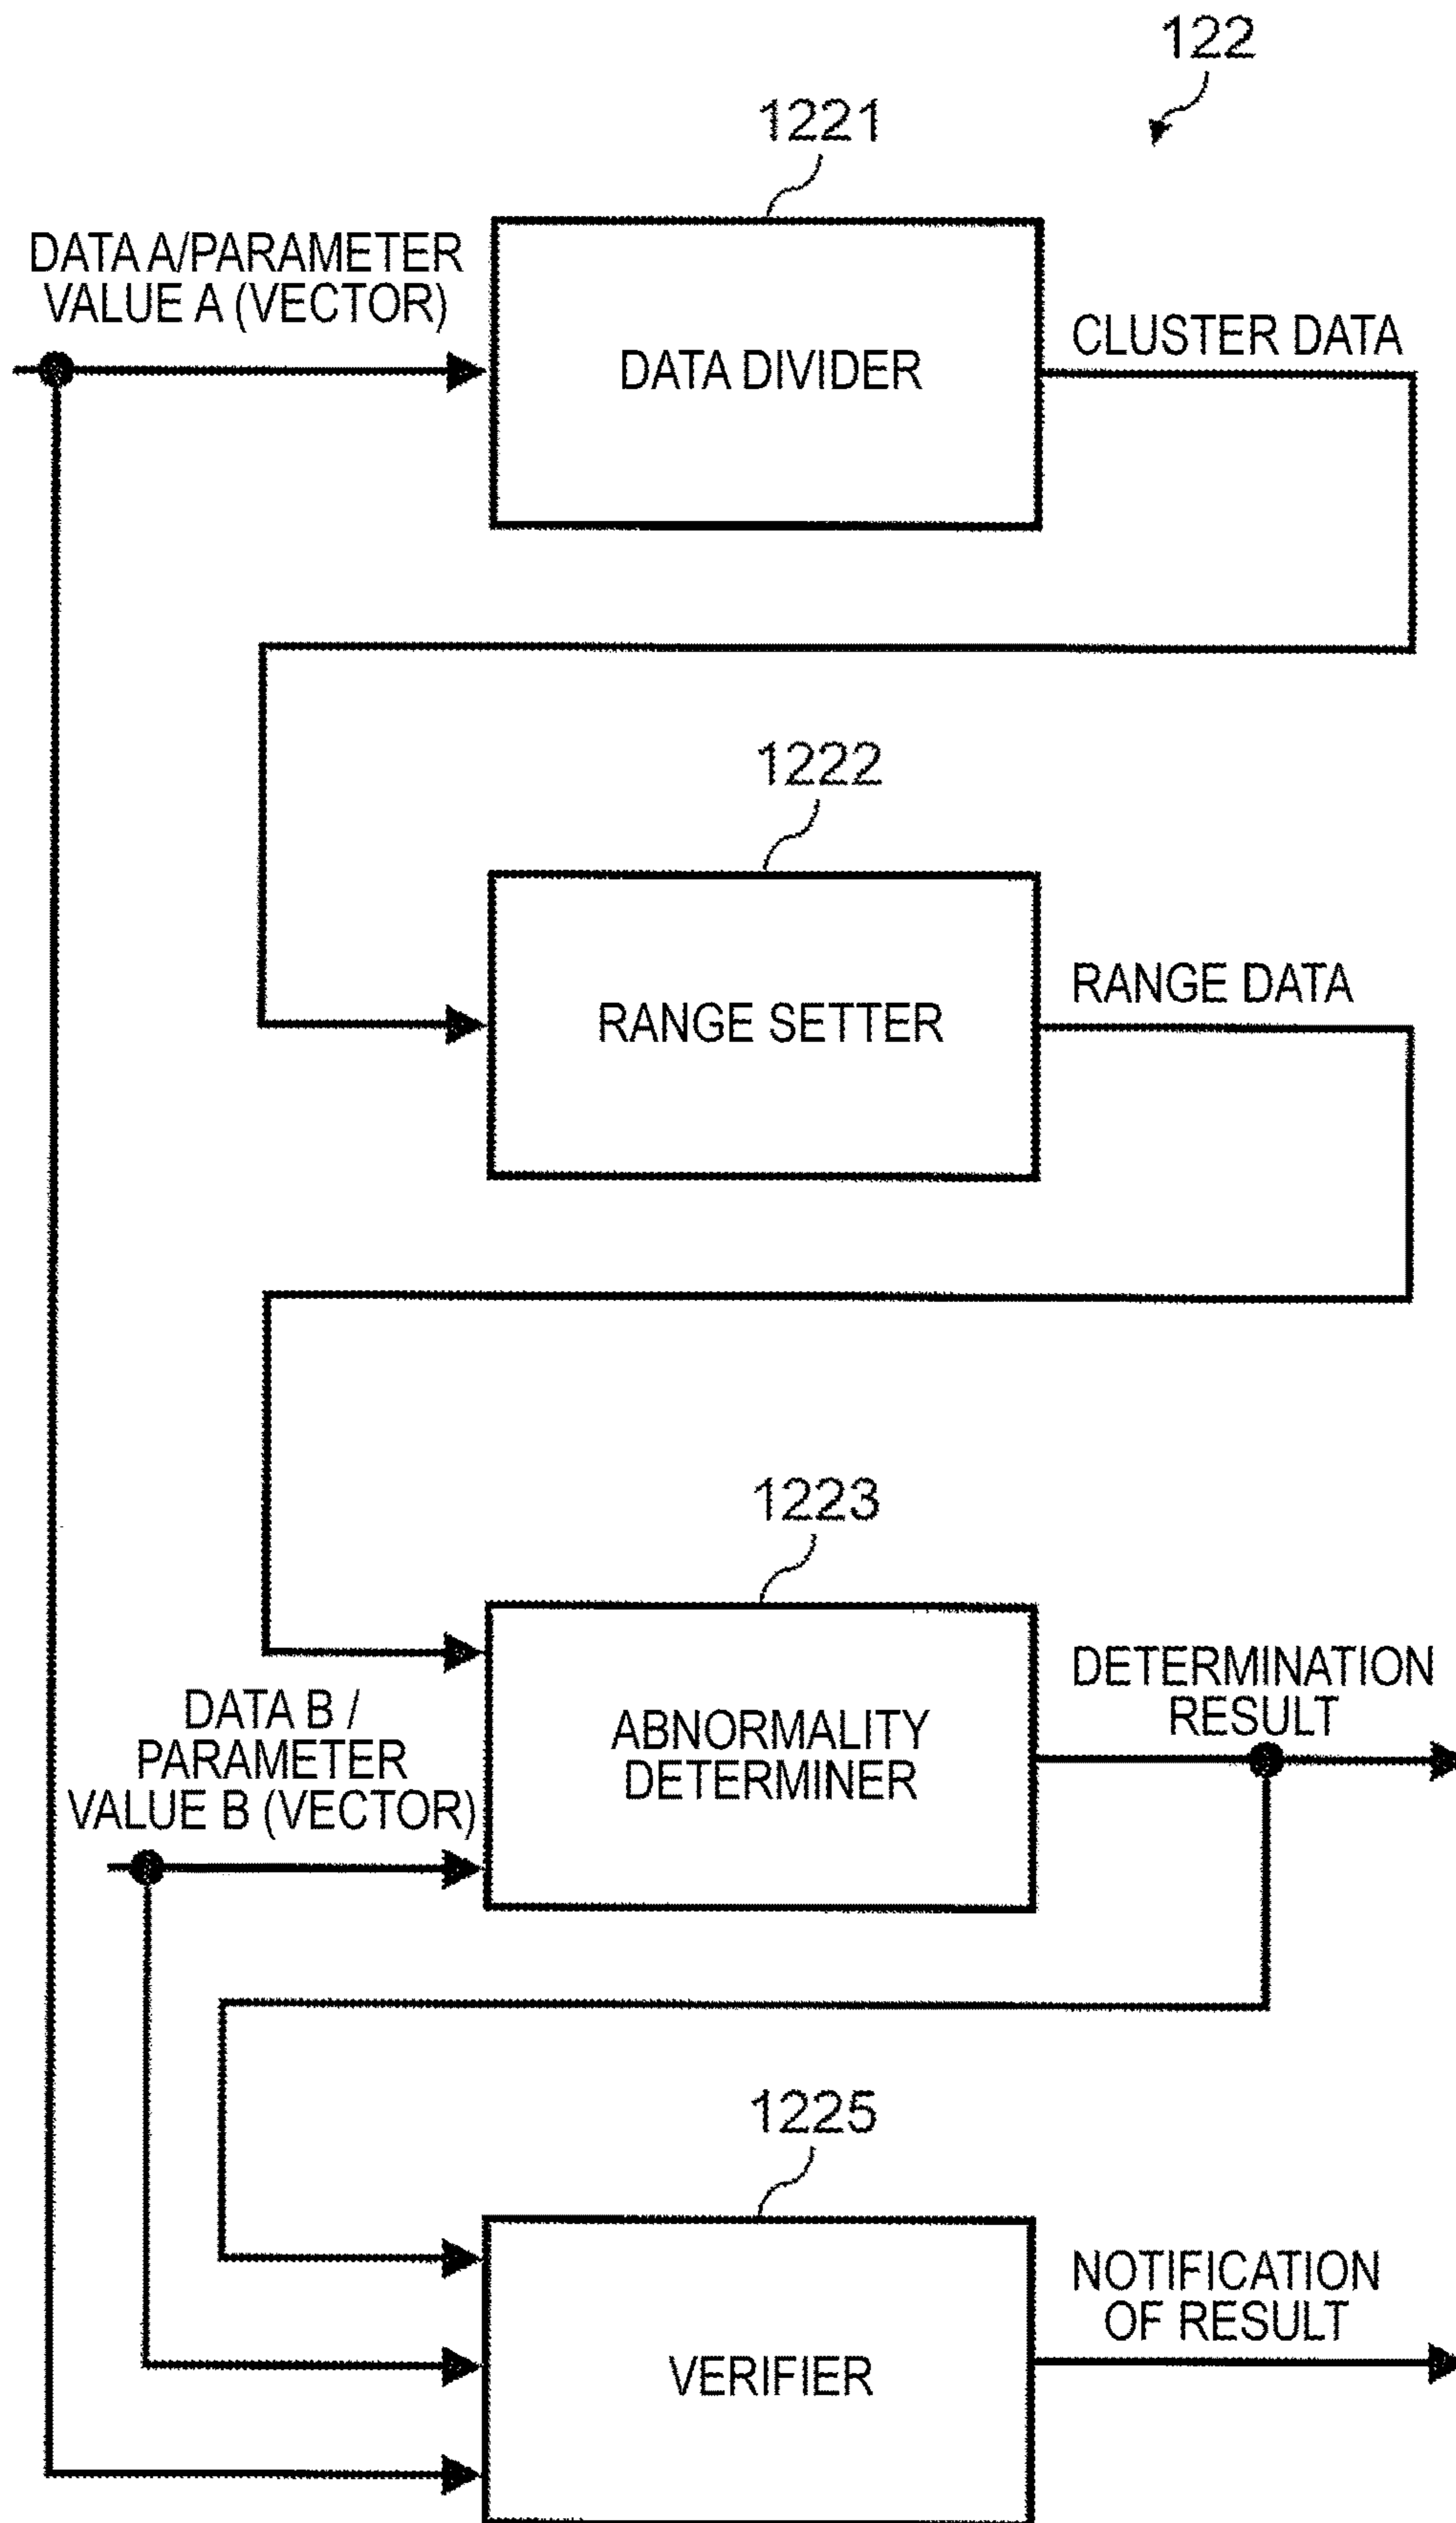 122
1221
DATA A/PARAMETER
VALUE A (VECTOR)
DATA DIVIDER
CLUSTER DATA
1222
RANGE SETTER
RANGE DATA
1223
DATA B /
PARAMETER
VALUE B (VECTOR)
ABNORMALITY
DETERMINER
DETERMINATION
RESULT
1225
VERIFIER
NOTIFICATION
OF RESULT